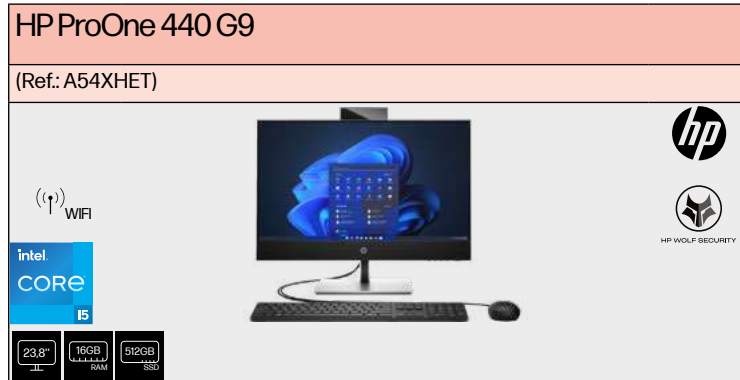 HP ProOne 440 G9
(Ref.: A54XHET)
hp
WIFI
HP WOLF SECURITY
intel.
CORE
i5
23,8"
16GB
RAM
512GB
SSD